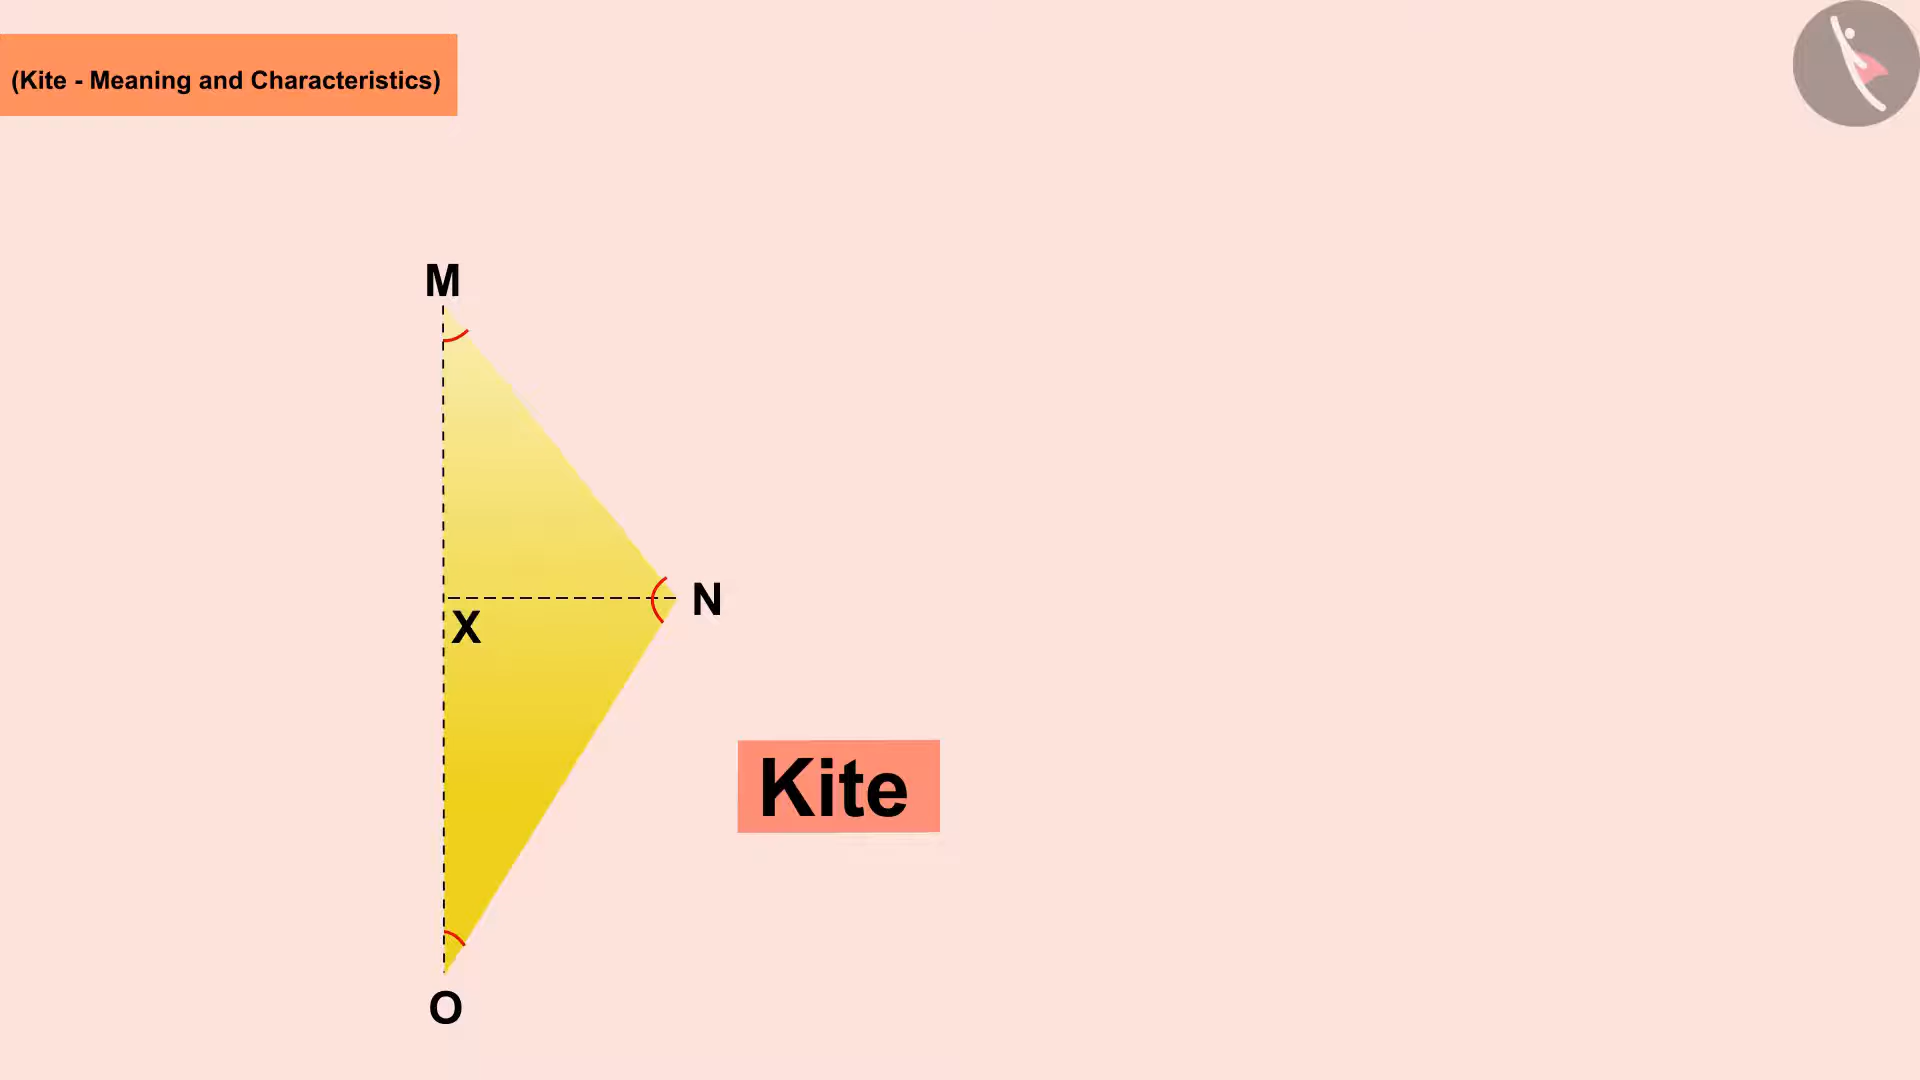 (Kite - Meaning and Characteristics)
M
N
X
Kite
O